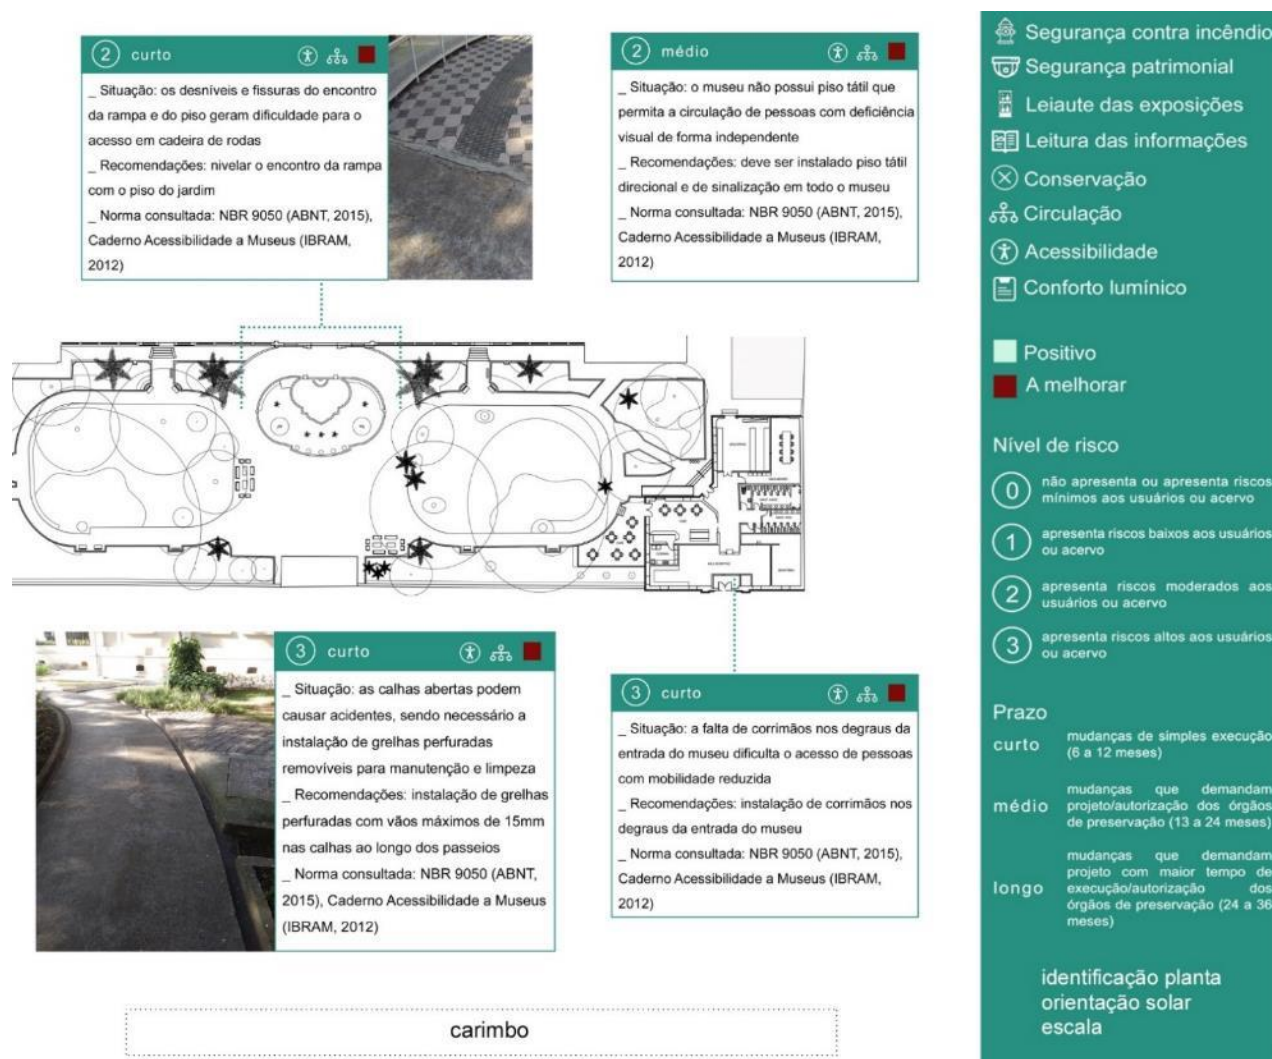 2 curto
_ Situação: os desníveis e fissuras do encontro
da rampa e do piso geram dificuldade para o
acesso em cadeira de rodas
_ Recomendações: nivelar o encontro da rampa
com o piso do jardim
_ Norma consultada: NBR 9050 (ABNT, 2015),
Caderno Acessibilidade a Museus (IBRAM,
2012)
2 médio
_ Situação: o museu não possui piso tátil que
permita a circulação de pessoas com deficiência
visual de forma independente
_ Recomendações: deve ser instalado piso tátil
direcional e de sinalização em todo o museu
_ Norma consultada: NBR 9050 (ABNT, 2015),
Caderno Acessibilidade a Museus (IBRAM,
2012)
3 curto
_ Situação: as calhas abertas podem
causar acidentes, sendo necessário a
instalação de grelhas perfuradas
removíveis para manutenção e limpeza
_ Recomendações: instalação de grelhas
perfuradas com vãos máximos de 15mm
nas calhas ao longo dos passeios
_ Norma consultada: NBR 9050 (ABNT,
2015), Caderno Acessibilidade a Museus
(IBRAM, 2012)
3 curto
_ Situação: a falta de corrimãos nos degraus da
entrada do museu dificulta o acesso de pessoas
com mobilidade reduzida
_ Recomendações: instalação de corrimãos nos
degraus da entrada do museu
_ Norma consultada: NBR 9050 (ABNT, 2015),
Caderno Acessibilidade a Museus (IBRAM,
2012)
carimbo
Segurança contra incêndio
Segurança patrimonial
Leiaute das exposições
Leitura das informações
Conservação
Circulação
Acessibilidade
Conforto lumínico
Positivo
A melhorar
Nível de risco
0 não apresenta ou apresenta riscos
mínimos aos usuários ou acervo
1 apresenta riscos baixos aos usuários
ou acervo
2 apresenta riscos moderados aos
usuários ou acervo
3 apresenta riscos altos aos usuários
ou acervo
Prazo
curto mudanças de simples execução
(6 a 12 meses)
médio mudanças que demandam
projeto/autorização dos órgãos
de preservação (13 a 24 meses)
longo mudanças que demandam
projeto com maior tempo de
execução/autorização dos
órgãos de preservação (24 a 36
meses)
identificação planta
orientação solar
escala